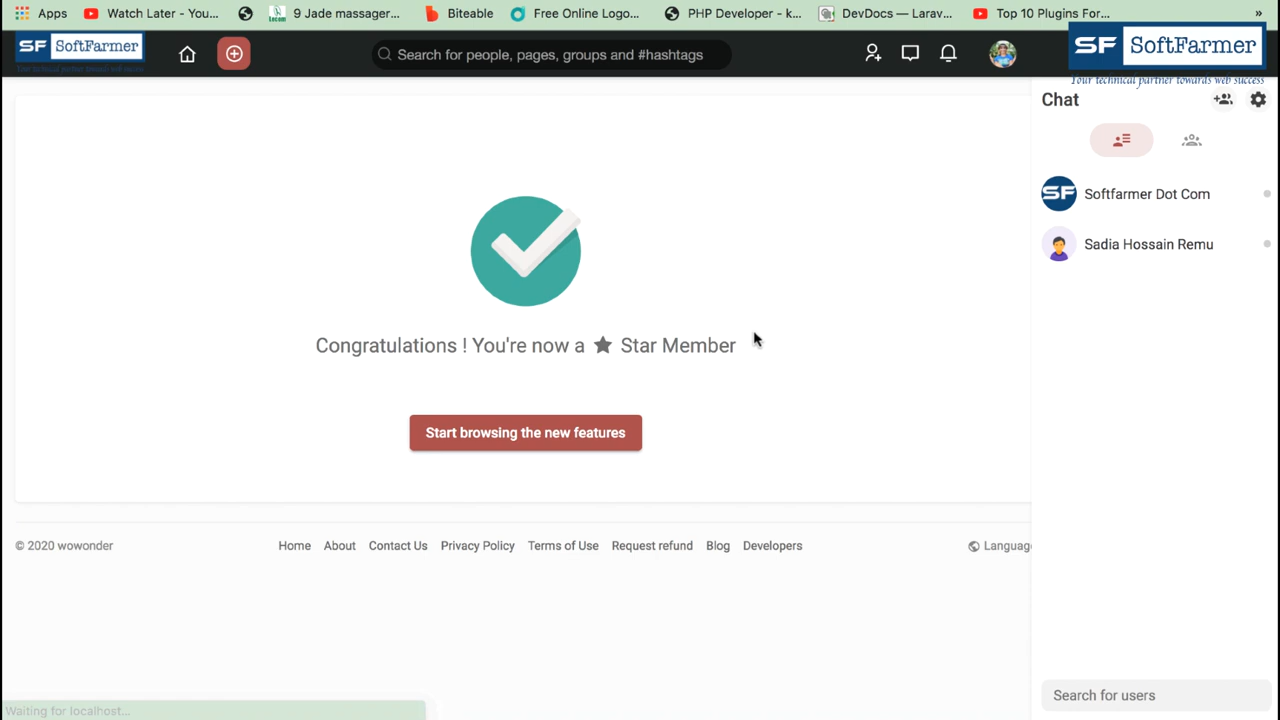 Apps Watch Later - You... 9 Jade massager... Biteable Free Online Logo... PHP Developer - k... DevDocs — Larav... Top 10 Plugins For... »
SF SoftFarmer
Search for people, pages, groups and #hashtags
SF SoftFarmer
Your technical partner towards web success
Chat
SF Softfarmer Dot Com
Sadia Hossain Remu
Congratulations ! You're now a ★ Star Member
Start browsing the new features
© 2020 wowonder Home About Contact Us Privacy Policy Terms of Use Request refund Blog Developers Language
Search for users
Waiting for localhost...